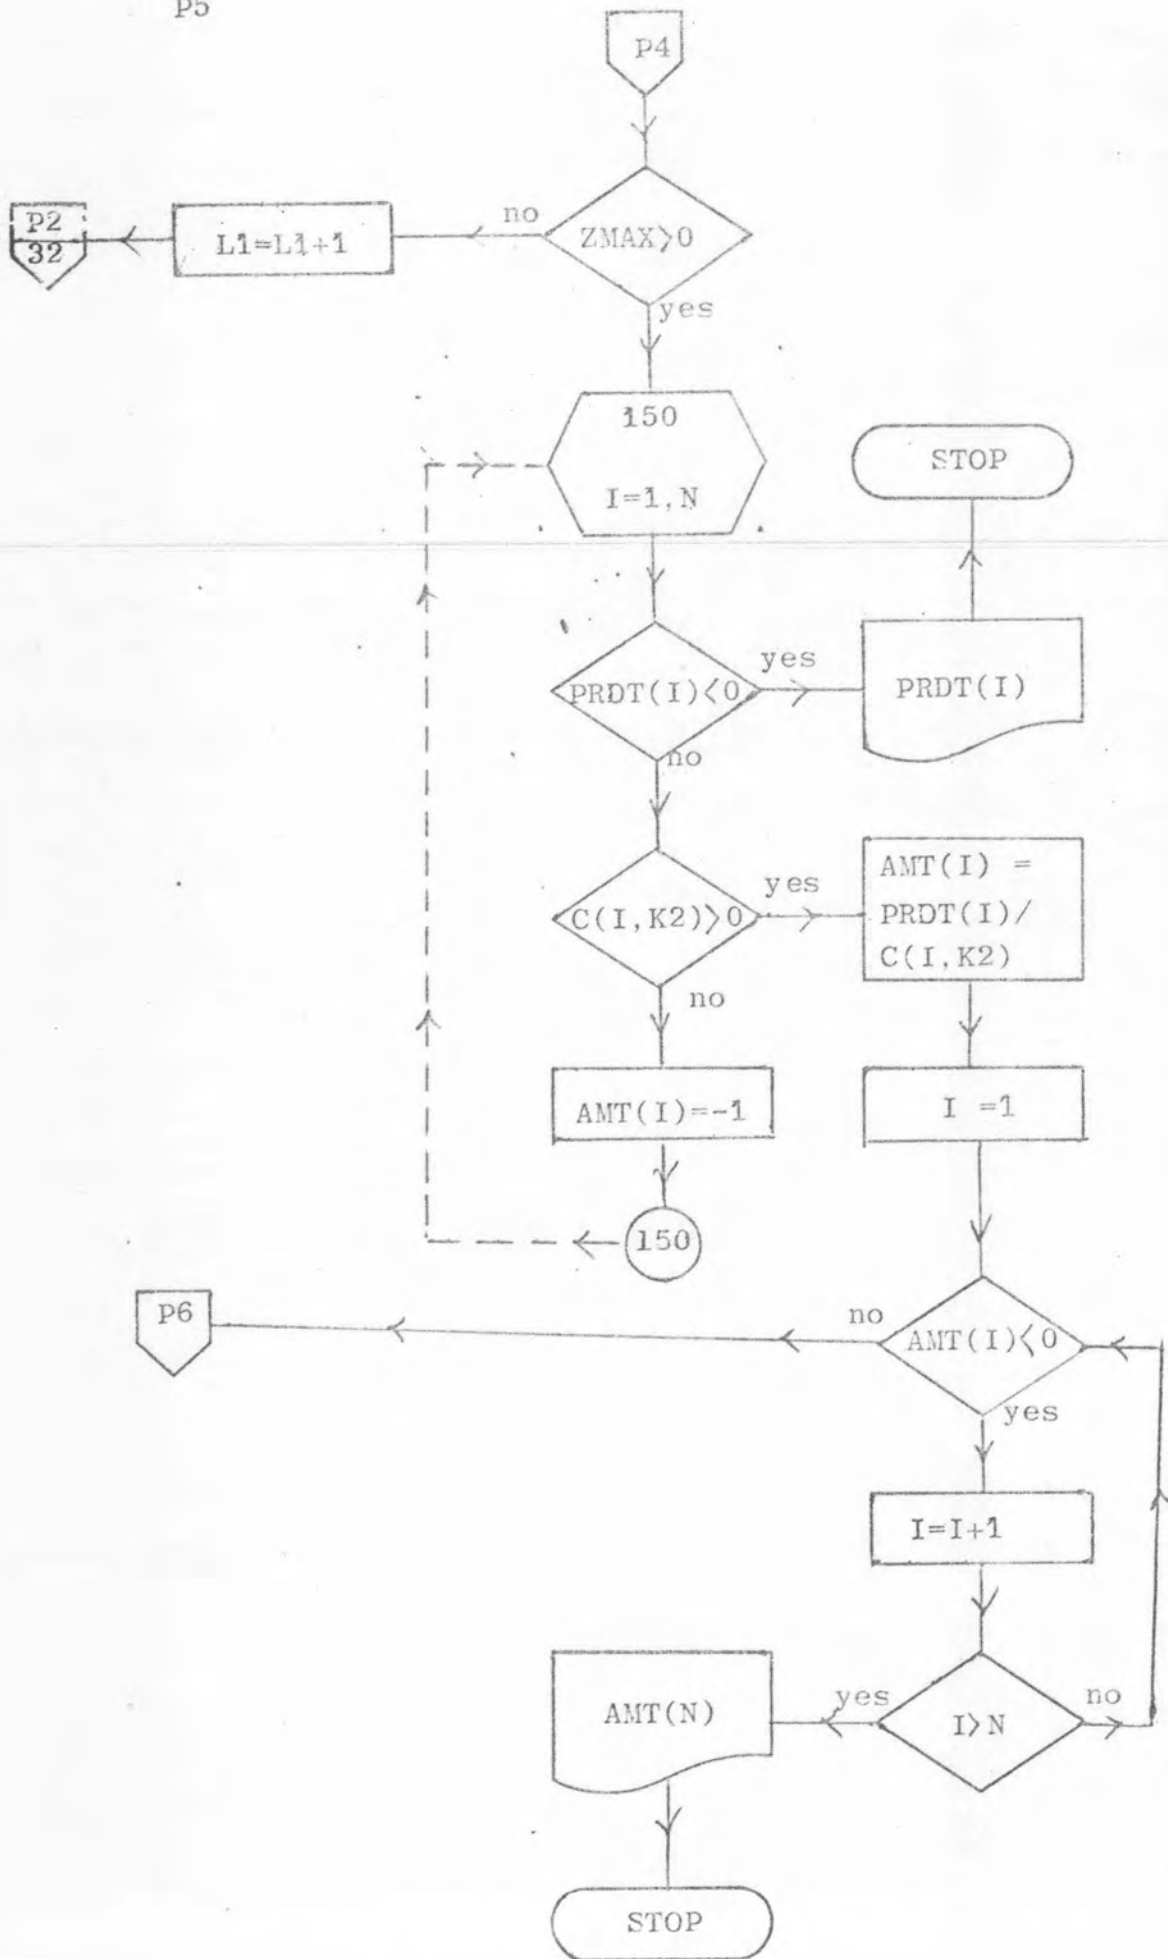 P5
P4
ZMAX>0
no
L1=L1+1
P2
32
yes
150
I=1,N
STOP
PRDT(I)<0
yes
PRDT(I)
no
C(I,K2)>0
yes
AMT(I) =
PRDT(I)/
C(I,K2)
no
AMT(I)=-1
I =1
150
P6
no
AMT(I)<0
yes
I=I+1
I>N
yes
no
AMT(N)
STOP